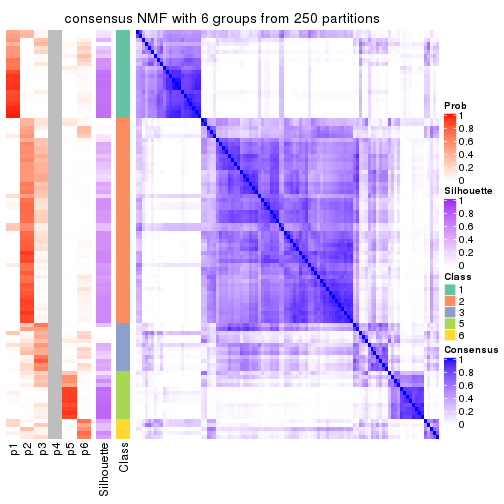 consensus NMF with 6 groups from 250 partitions
Prob
1
0.8
0.6
0.4
0.2
0
Silhouette
1
0.8
0.6
0.4
0.2
0
Class
1
2
3
5
6
Consensus
1
0.8
0.6
0.4
0.2
0
p1
p2
p3
p4
p5
p6
Silhouette
Class